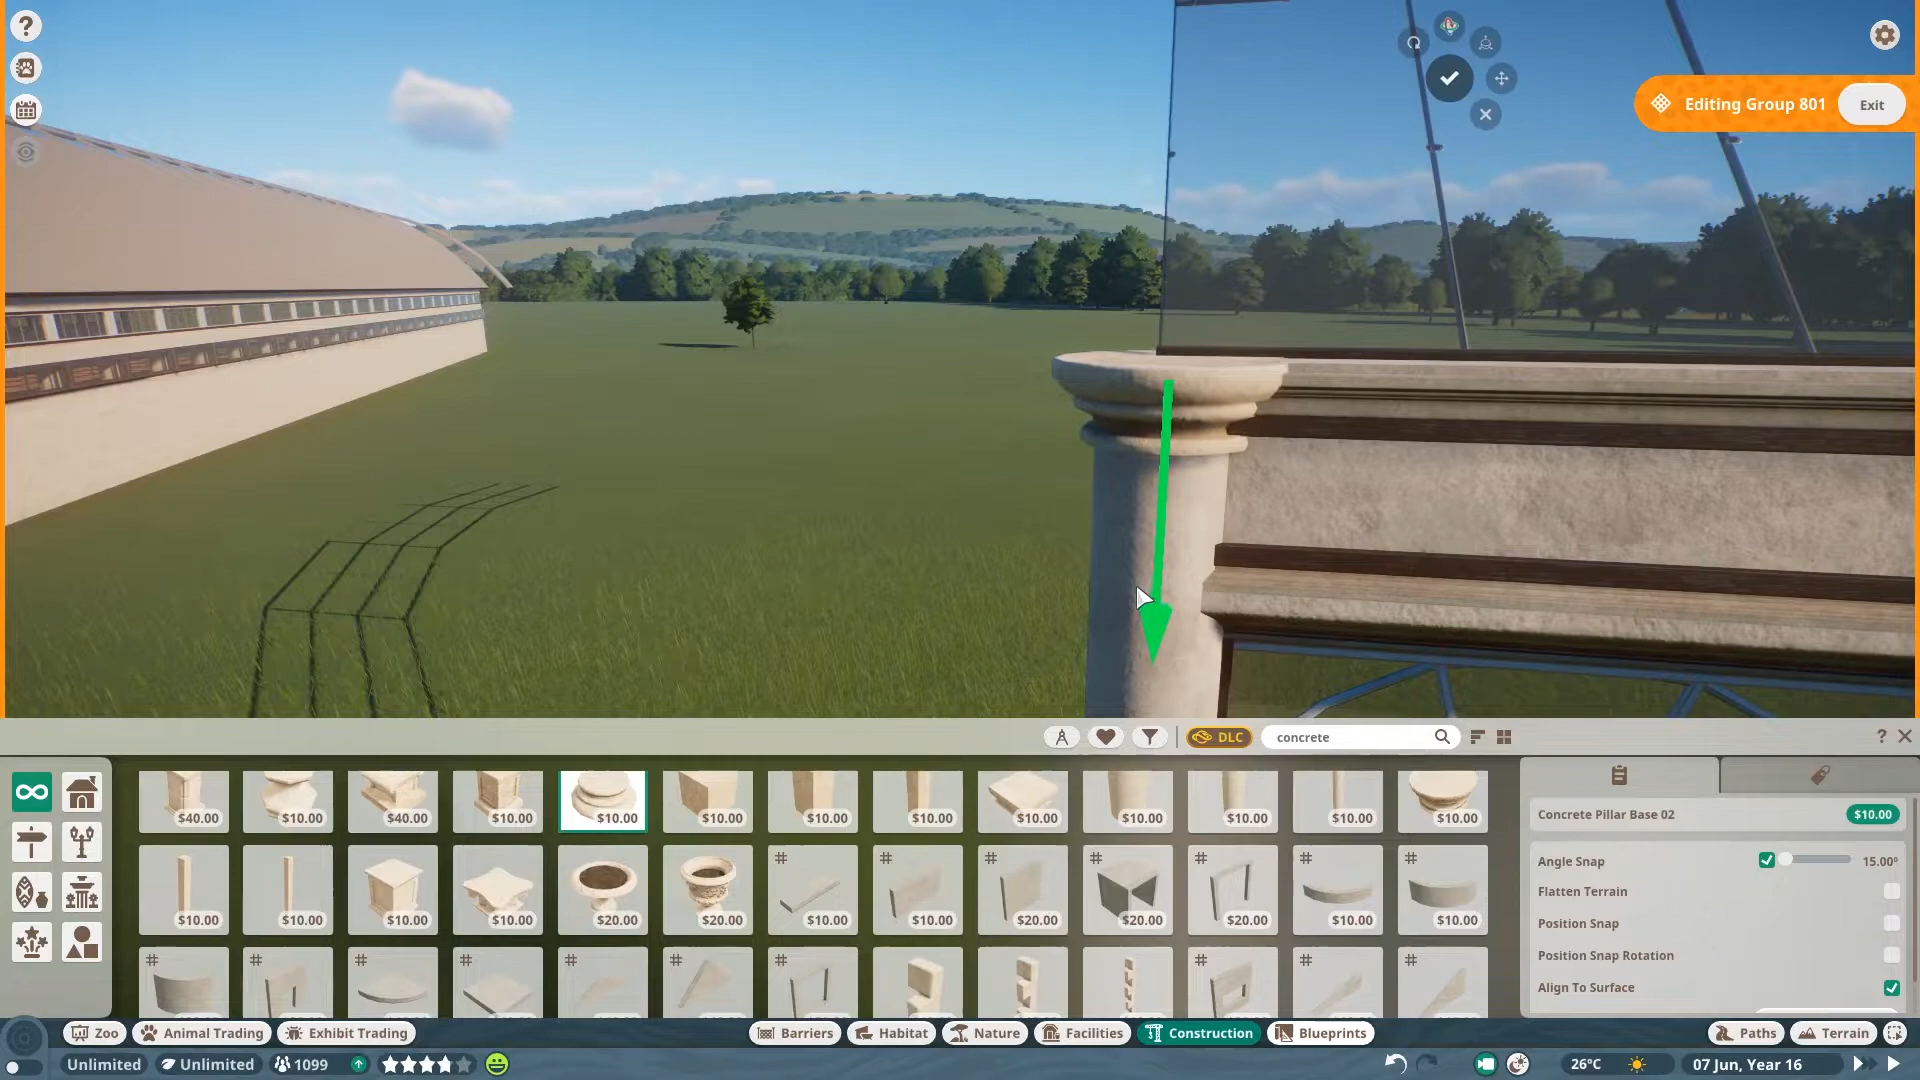 ?
Editing Group 801 Exit
DLC concrete ? ×
$40.00 $10.00 $40.00 $10.00 $10.00 $10.00 $10.00 $10.00 $10.00 $10.00 $10.00 $10.00 $10.00
$10.00 $10.00 $10.00 $10.00 $20.00 $20.00 # $10.00 # $10.00 # $20.00 # $20.00 # $20.00 # $10.00 # $10.00
# # # # # # # # # #
Concrete Pillar Base 02 $10.00
Angle Snap 15.00°
Flatten Terrain
Position Snap
Position Snap Rotation
Align To Surface
Zoo Animal Trading Exhibit Trading Barriers Habitat Nature Facilities Construction Blueprints Paths Terrain
Unlimited Unlimited 1099 26°C 07 Jun, Year 16